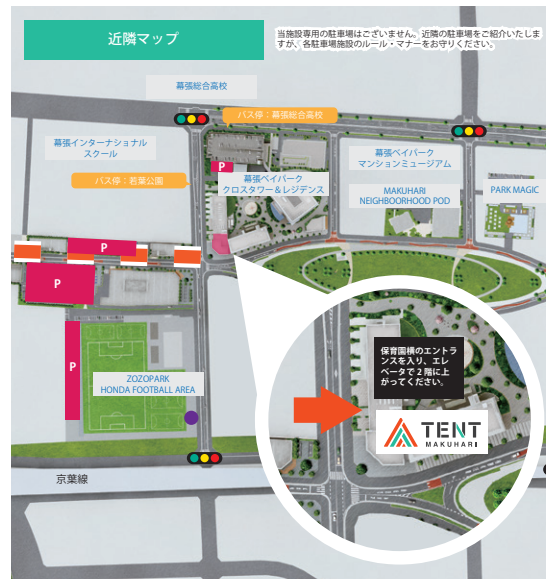 近隣マップ
当施設専用の駐車場はございません。近隣の駐車場をご紹介いたしま
すが、各駐車場施設のルール・マナーをお守りください。
幕張総合高校
バス停：幕張総合高校
幕張インターナショナル
スクール
バス停：若葉公園
P
幕張ベイパーク
クロスタワー＆レジデンス
幕張ベイパーク
マンションミュージアム
MAKUHARI
NEIGHBOORHOOD POD
PARK MAGIC
P
P
P
ZOZOPARK
HONDA FOOTBALL AREA
保育園横のエントラ
ンスを入り、エレ
ベータで2階に上
がってください。
TENT
MAKUHARI
京葉線